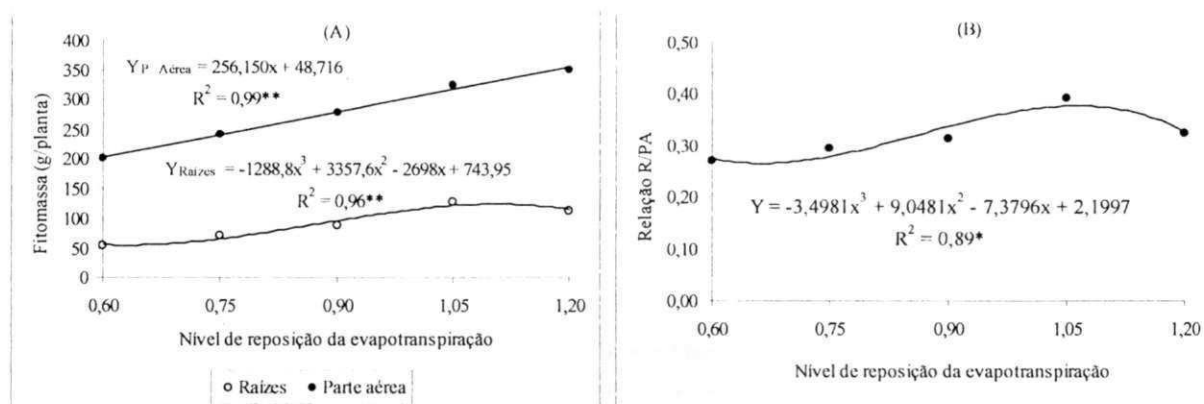 (A)
400
350
300
250
200
150
100
50
0
Fitomassa (g/planta)
Y P Aérea = 256,150x + 48,716
R² = 0,99**
Y Raízes = -1288,8x³ + 3357,6x² - 2698x + 743,95
R² = 0,96**
0,60 0,75 0,90 1,05 1,20
Nível de reposição da evapotranspiração
Raízes Parte aérea
(B)
0,50
0,40
0,30
0,20
0,10
0,00
Relação R/PA
Y = -3,4981x³ + 9,0481x² - 7,3796x + 2,1997
R² = 0,89*
0,60 0,75 0,90 1,05 1,20
Nível de reposição da evapotranspiração